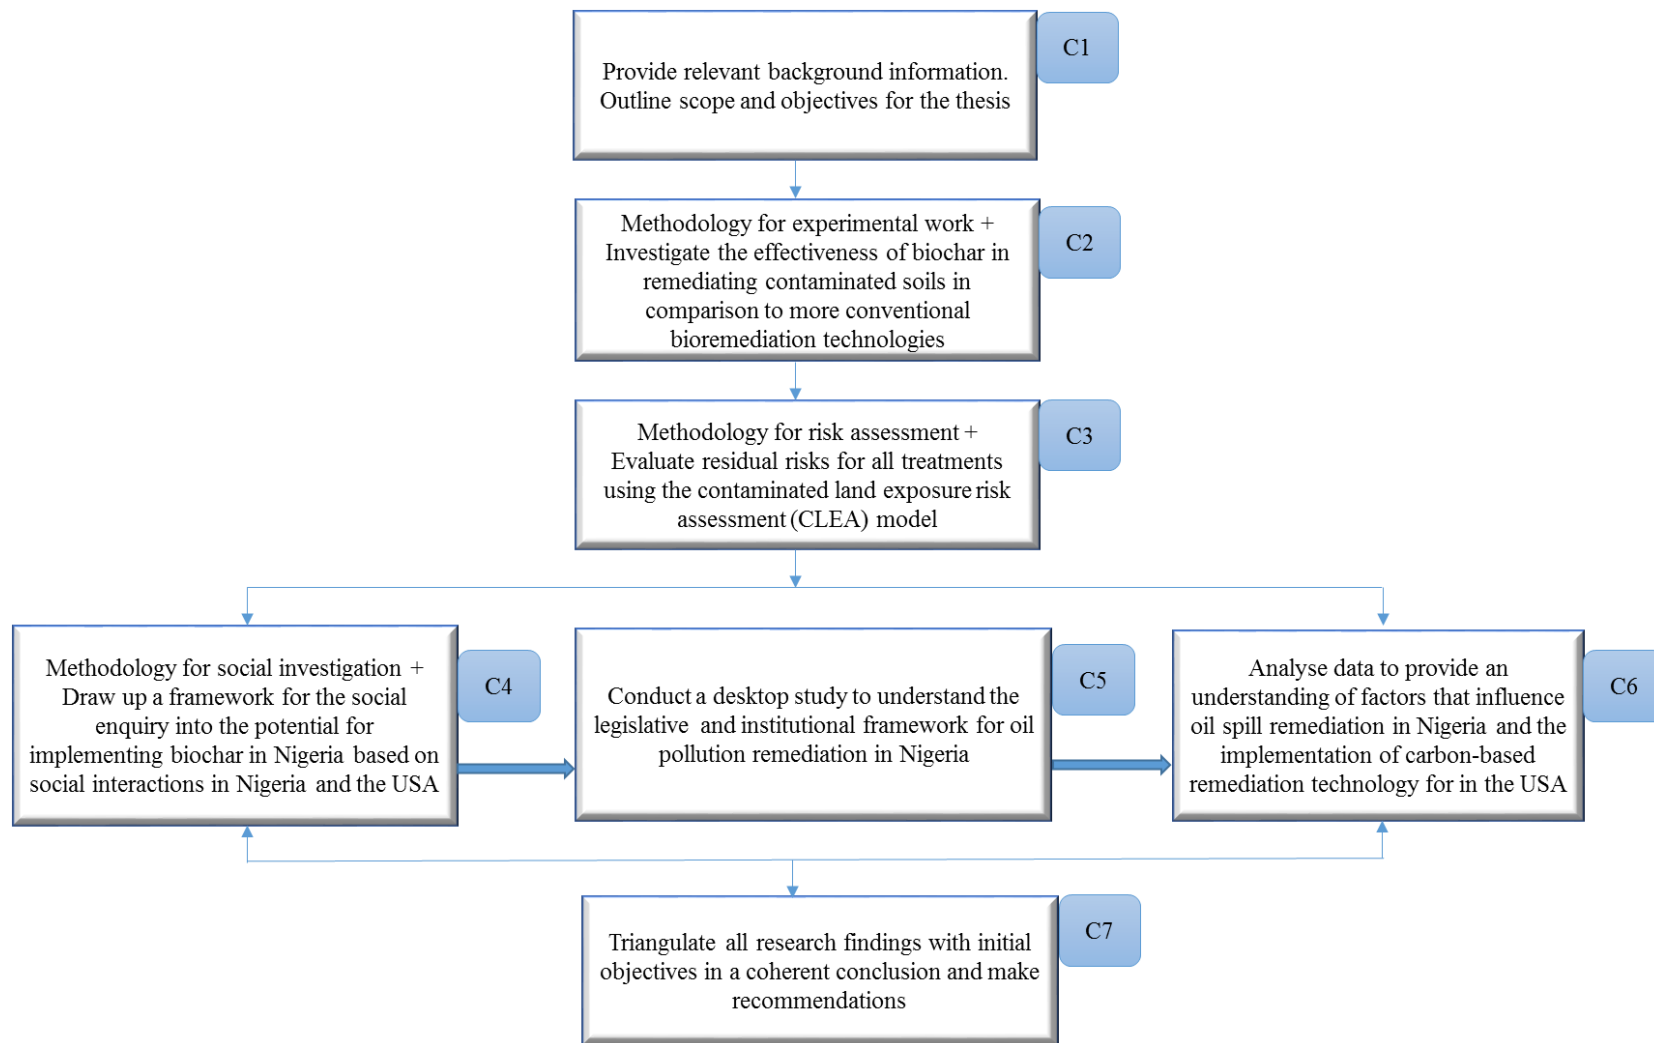 Provide relevant background information.
Outline scope and objectives for the thesis
C1
Methodology for experimental work +
Investigate the effectiveness of biochar in
remediating contaminated soils in
comparison to more conventional
bioremediation technologies
C2
Methodology for risk assessment +
Evaluate residual risks for all treatments
using the contaminated land exposure risk
assessment (CLEA) model
C3
Methodology for social investigation +
Draw up a framework for the social
enquiry into the potential for
implementing biochar in Nigeria based on
social interactions in Nigeria and the USA
C4
Conduct a desktop study to understand the
legislative and institutional framework for oil
pollution remediation in Nigeria
C5
Analyse data to provide an
understanding of factors that influence
oil spill remediation in Nigeria and the
implementation of carbon-based
remediation technology for in the USA
C6
Triangulate all research findings with initial
objectives in a coherent conclusion and make
recommendations
C7